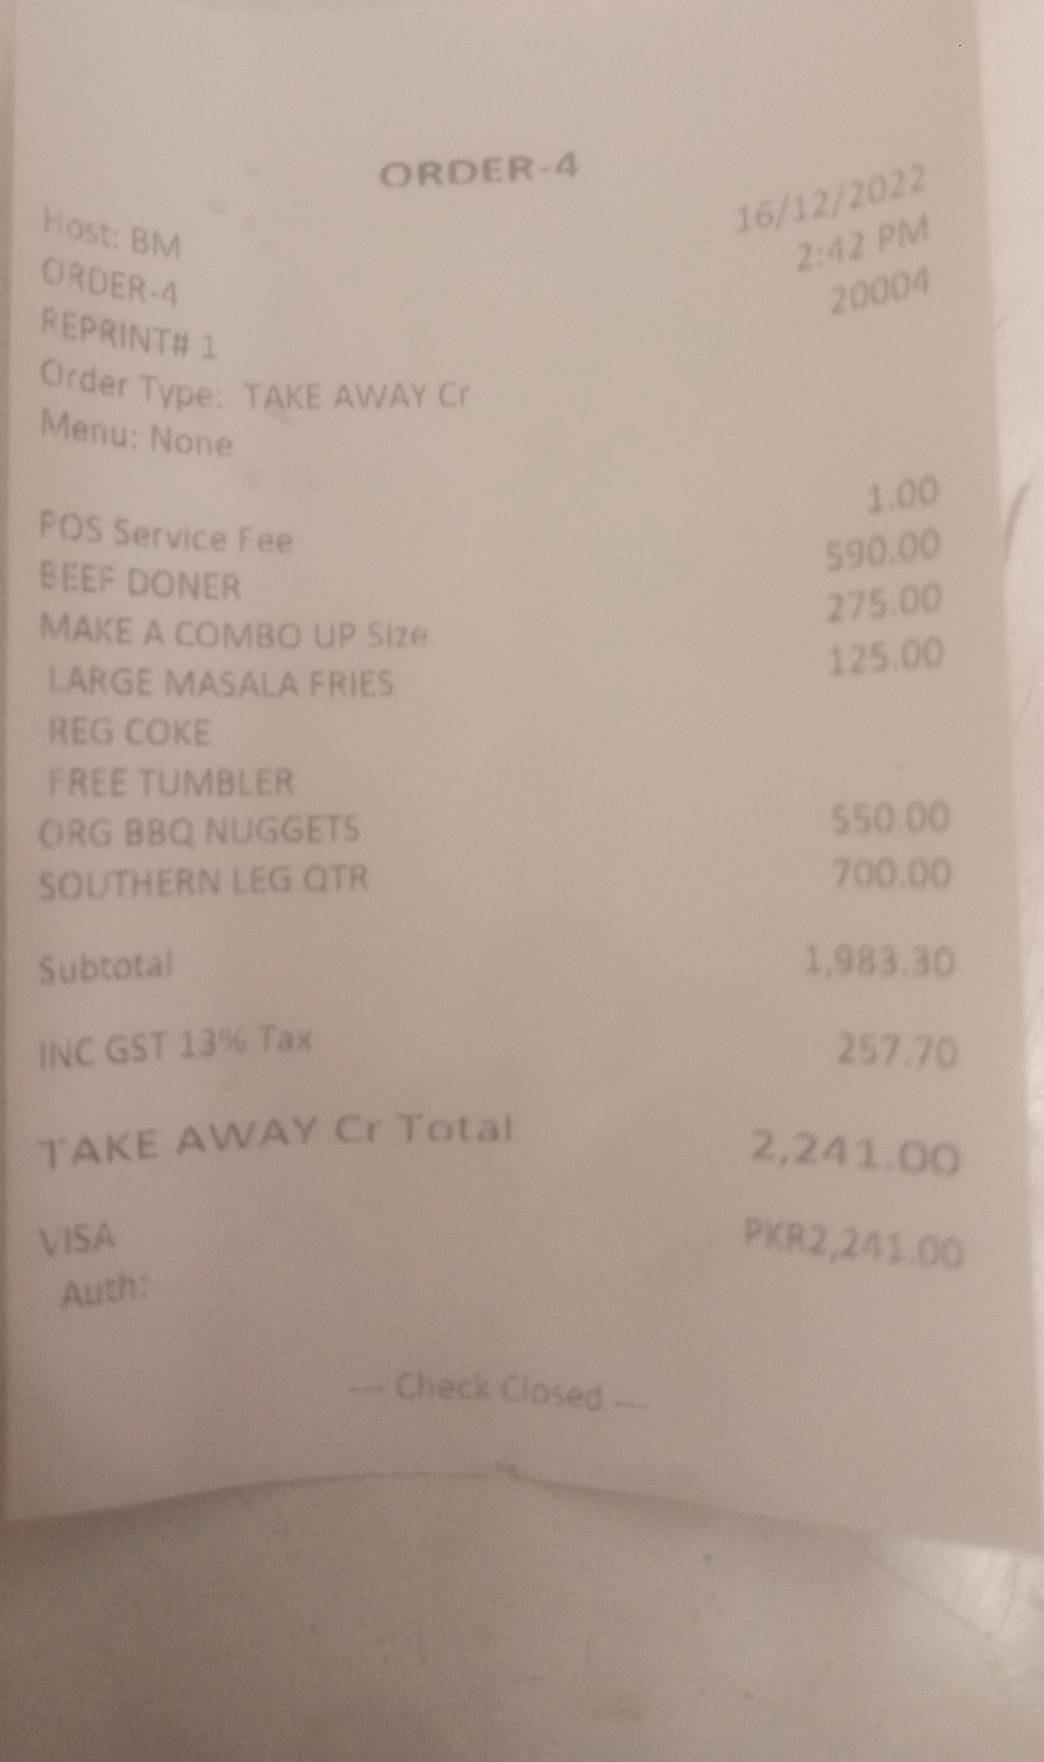 ORDER-4
Host: BM 16/12/2022
ORDER-4 2:42 PM
REPRINT# 1 20004
Order Type: TAKE AWAY Cr
Menu: None
POS Service Fee 1.00
BEEF DONER 590.00
MAKE A COMBO UP Size 275.00
LARGE MASALA FRIES 125.00
REG COKE
FREE TUMBLER
ORG BBQ NUGGETS 550.00
SOUTHERN LEG QTR 700.00
Subtotal 1,983.30
INC GST 13% Tax 257.70
TAKE AWAY Cr Total 2,241.00
VISA PKR2,241.00
Auth:
--- Check Closed ---